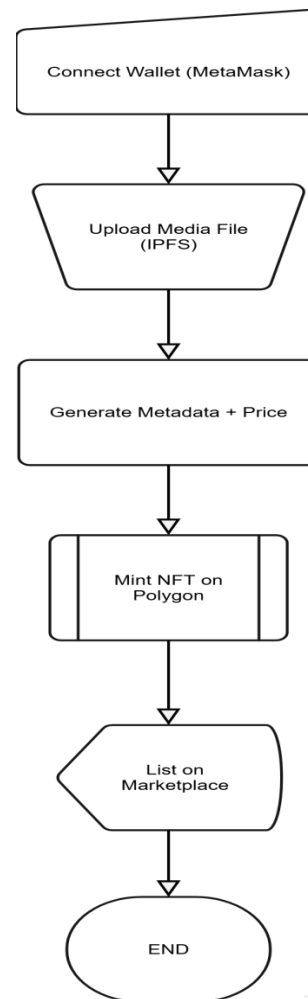 Connect Wallet (MetaMask)
Upload Media File
(IPFS)
Generate Metadata + Price
Mint NFT on
Polygon
List on
Marketplace
END